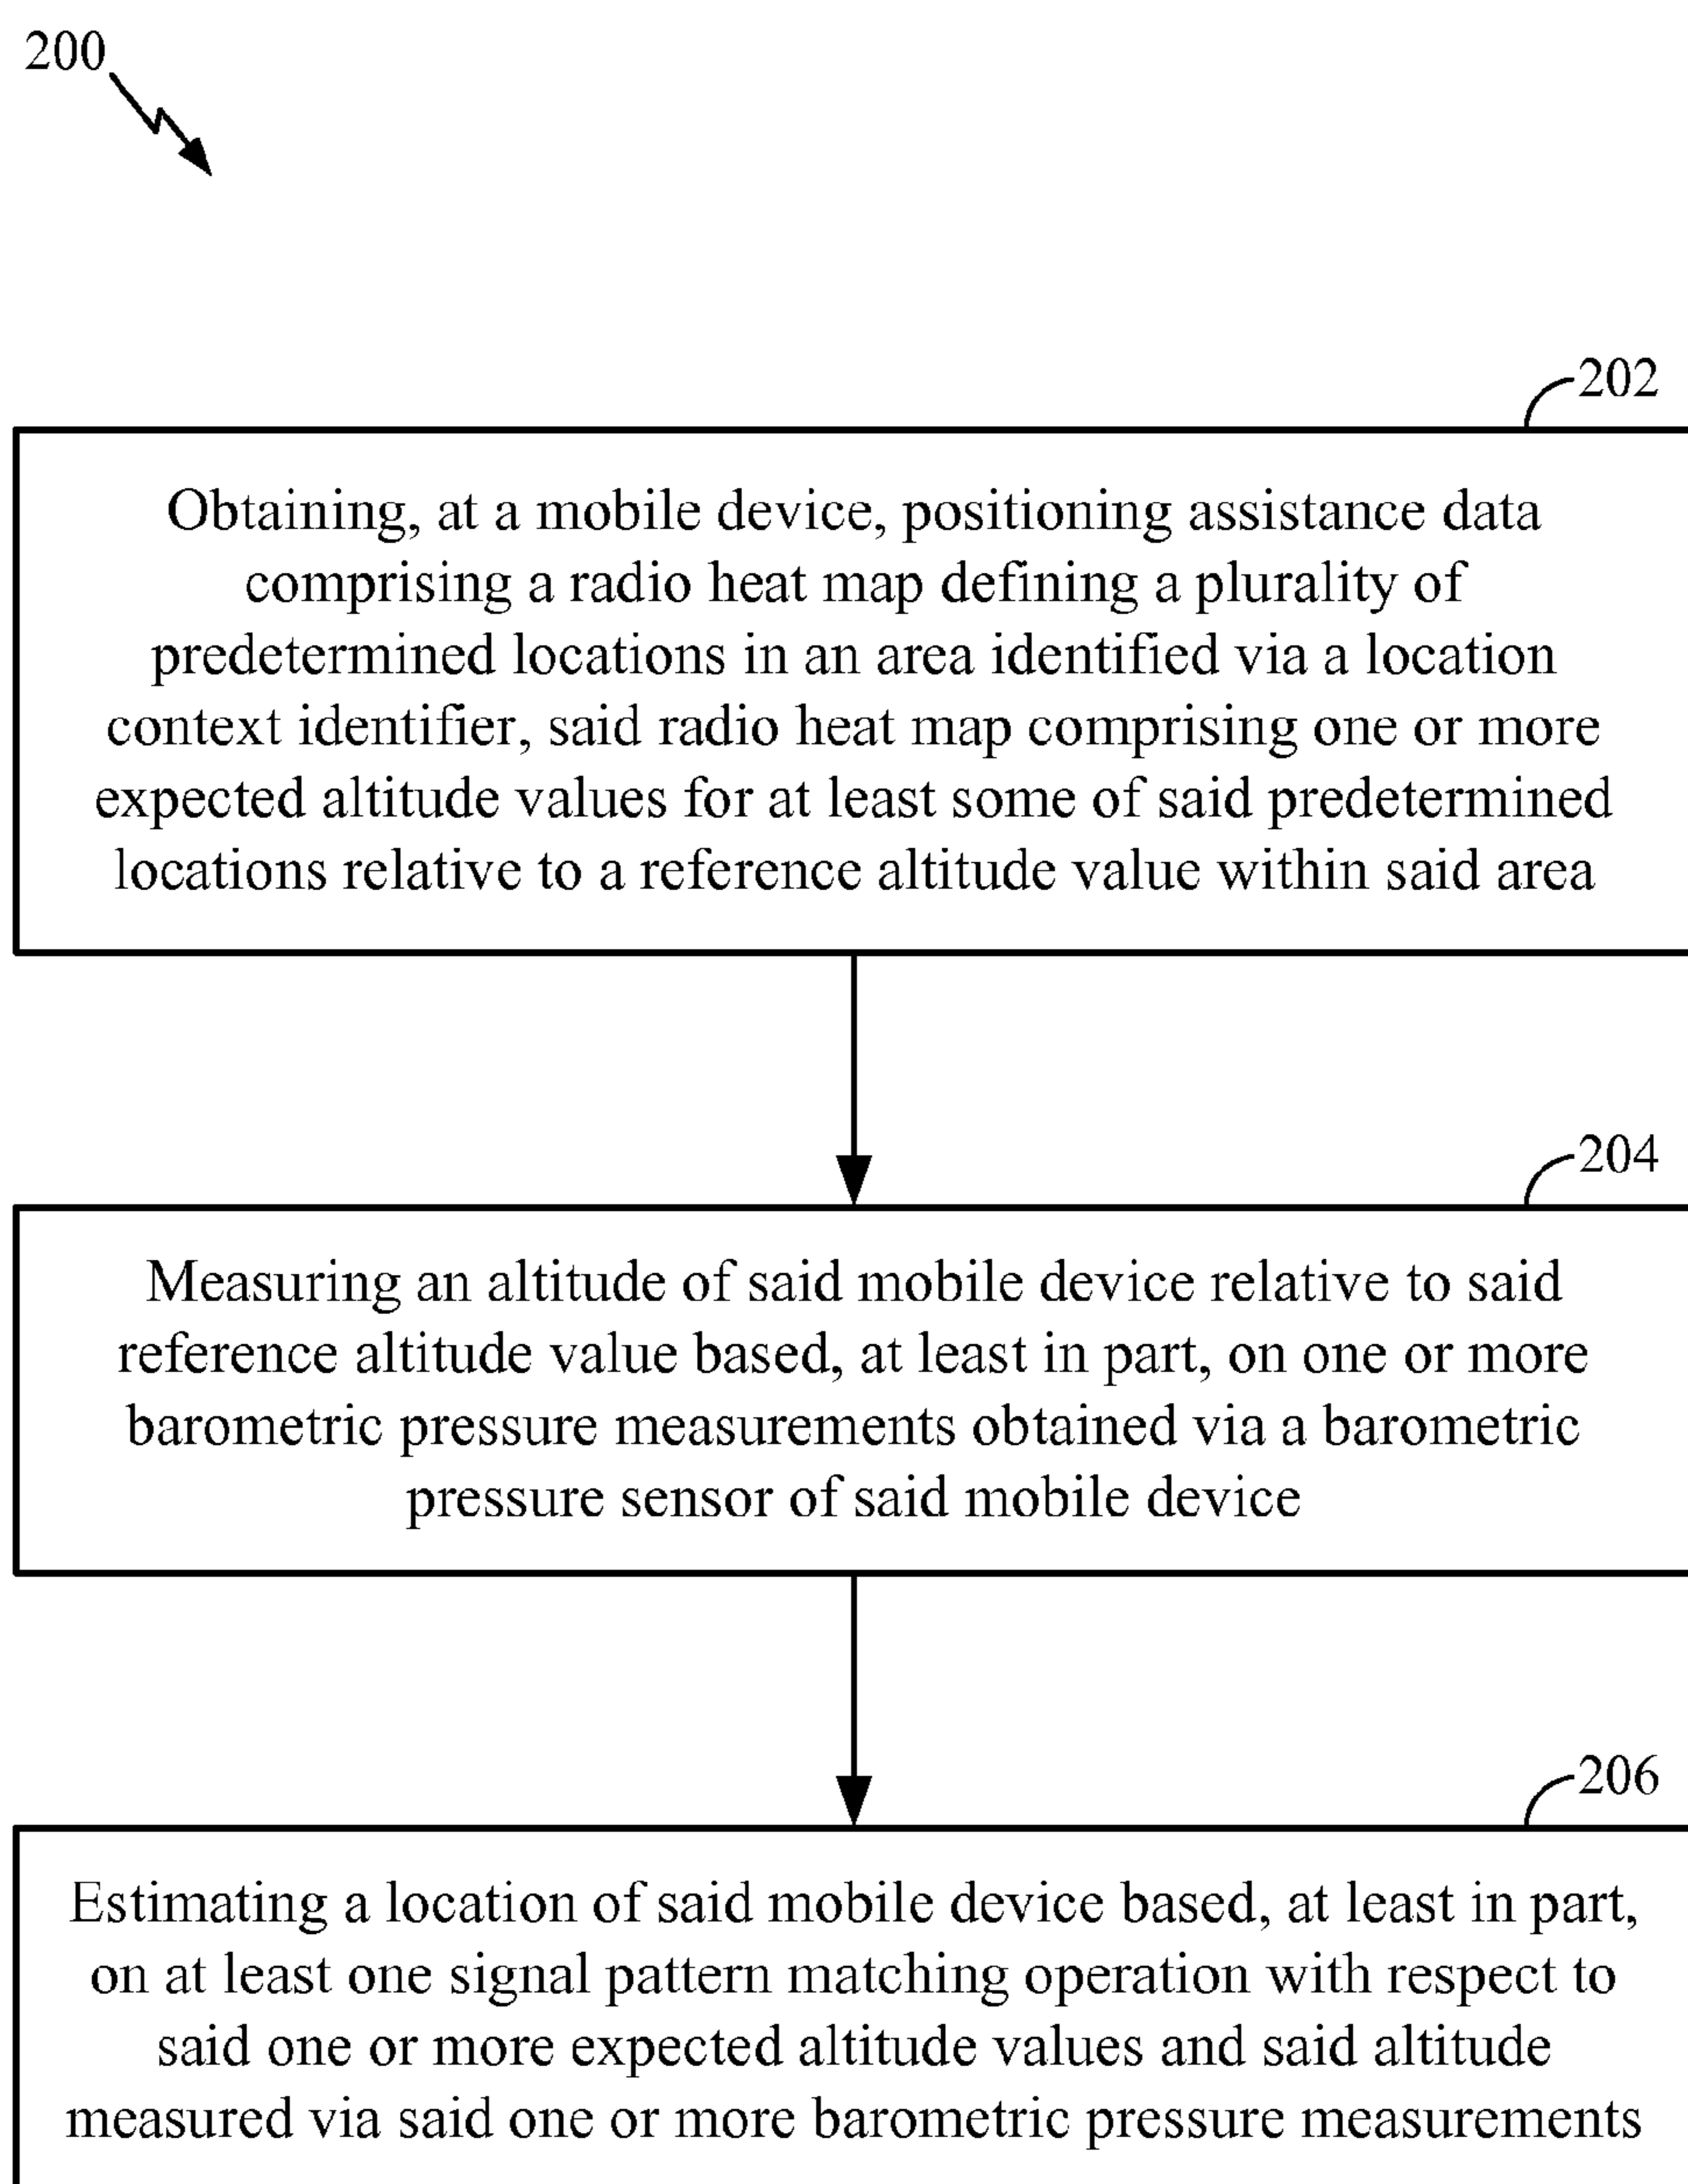 200
202
Obtaining, at a mobile device, positioning assistance data
comprising a radio heat map defining a plurality of
predetermined locations in an area identified via a location
context identifier, said radio heat map comprising one or more
expected altitude values for at least some of said predetermined
locations relative to a reference altitude value within said area
204
Measuring an altitude of said mobile device relative to said
reference altitude value based, at least in part, on one or more
barometric pressure measurements obtained via a barometric
pressure sensor of said mobile device
206
Estimating a location of said mobile device based, at least in part,
on at least one signal pattern matching operation with respect to
said one or more expected altitude values and said altitude
measured via said one or more barometric pressure measurements